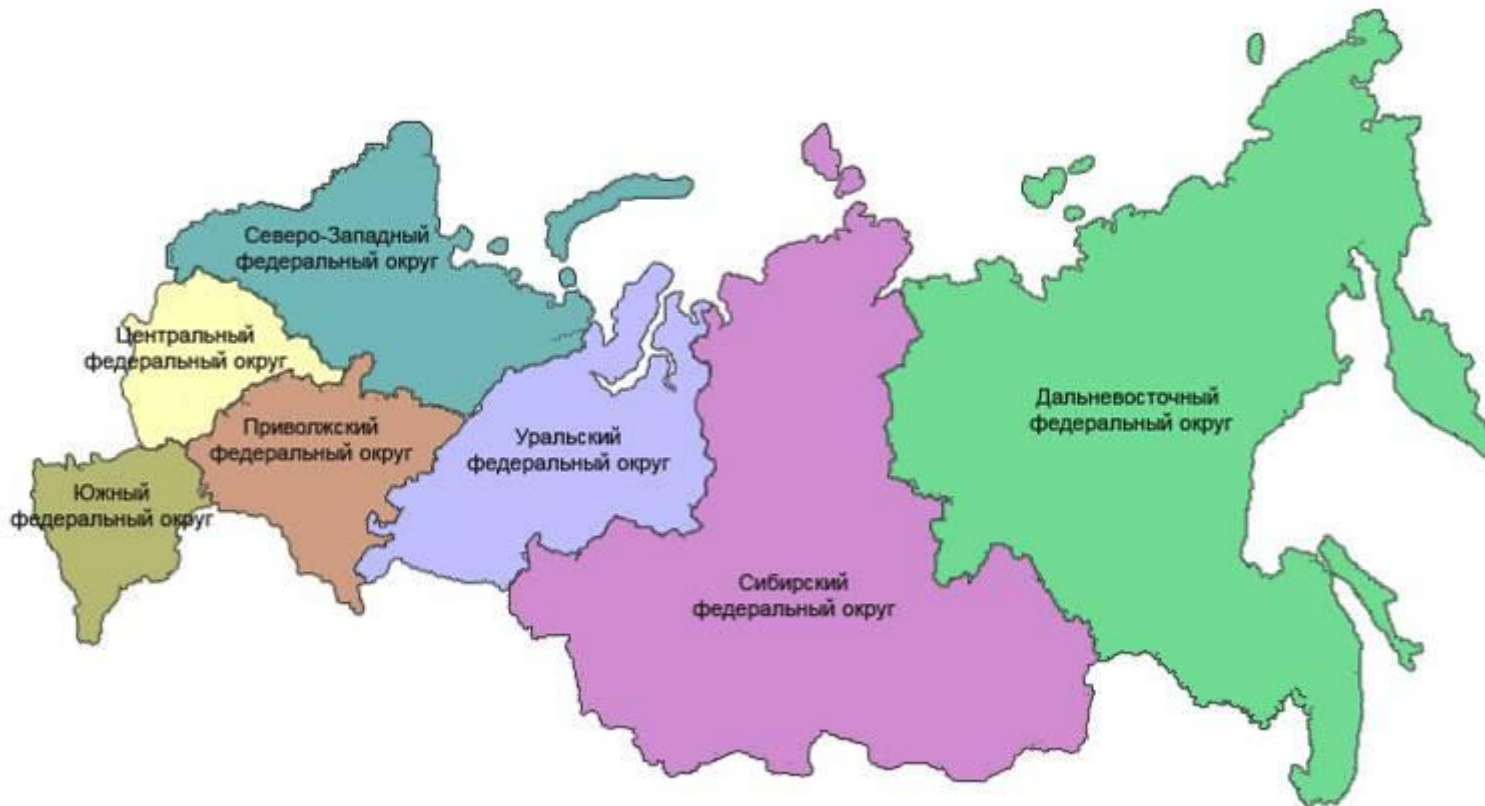 Северо-Западный
федеральный округ
Центральный
федеральный округ
Приволжский
федеральный округ
Южный
федеральный округ
Уральский
федеральный округ
Сибирский
федеральный округ
Дальневосточный
федеральный округ